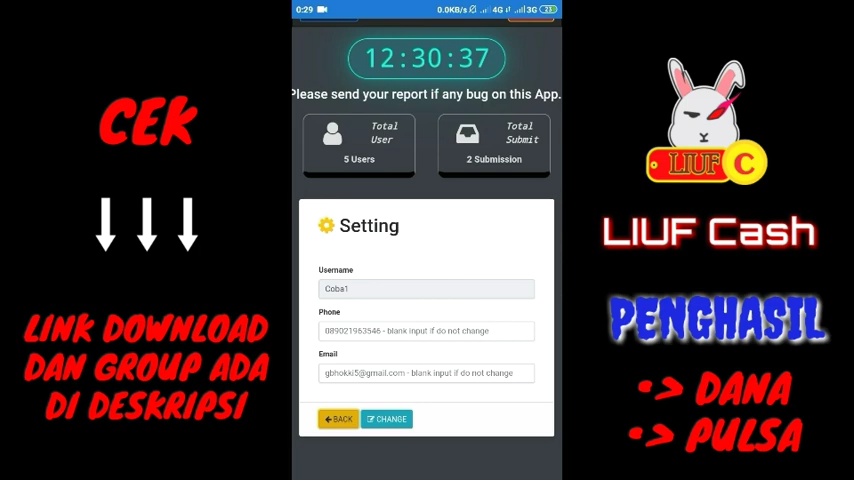 CEK
LINK DOWNLOAD
DAN GROUP ADA
DI DESKRIPSI
0:29
0.0KB/s
4G
3G
23
12:30:37
Please send your report if any bug on this App.
Total
User
5 Users
Total
Submit
2 Submission
Setting
Username
Coba1
Phone
089021963546 - blank input if do not change
Email
gbhokki5@gmail.com - blank input if do not change
BACK
CHANGE
LIUF C
LIUF Cash
PENGHASIL
-> DANA
-> PULSA